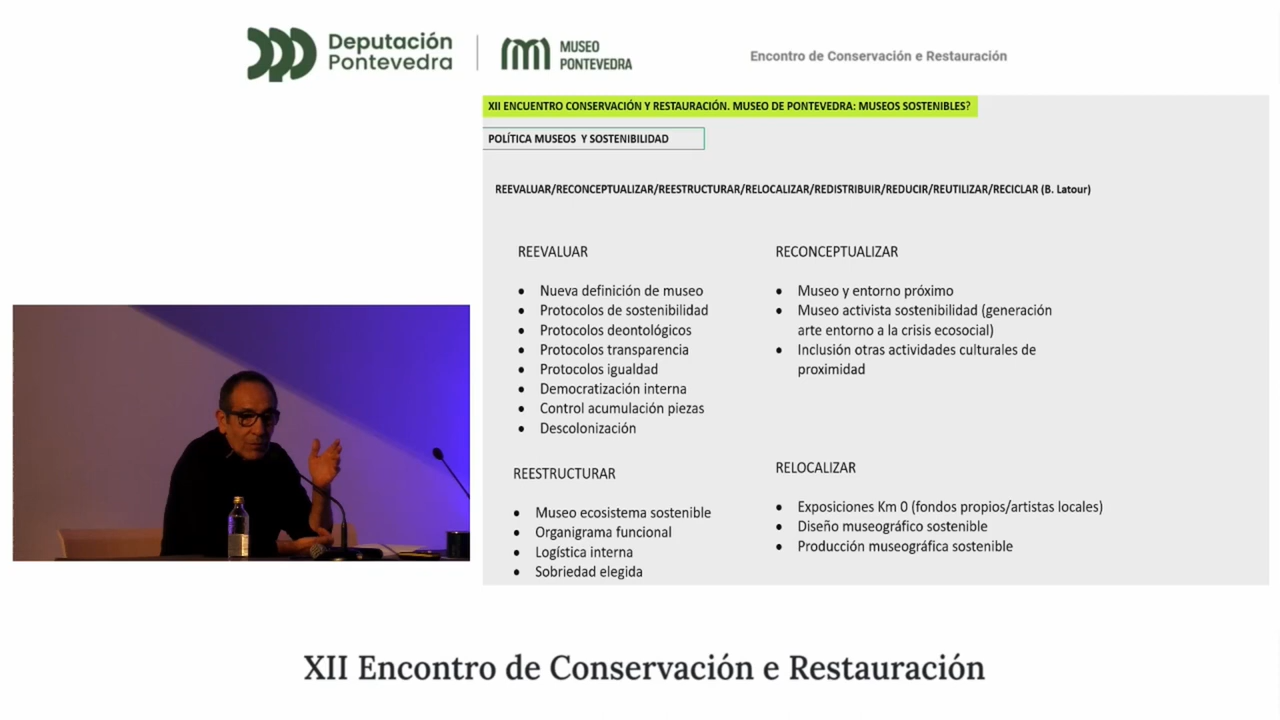 Deputación
Pontevedra
MUSEO
PONTEVEDRA
Encontro de Conservación e Restauración
XII ENCUENTRO CONSERVACIÓN Y RESTAURACIÓN. MUSEO DE PONTEVEDRA: MUSEOS SOSTENIBLES?
POLÍTICA MUSEOS Y SOSTENIBILIDAD
REEVALUAR/RECONCEPTUALIZAR/REESTRUCTURAR/RELOCALIZAR/REDISTRIBUIR/REDUCIR/REUTILIZAR/RECICLAR (B. Latour)
REEVALUAR
• Nueva definición de museo
• Protocolos de sostenibilidad
• Protocolos deontológicos
• Protocolos transparencia
• Protocolos igualdad
• Democratización interna
• Control acumulación piezas
• Descolonización
RECONCEPTUALIZAR
• Museo y entorno próximo
• Museo activista sostenibilidad (generación
arte entorno a la crisis ecosocial)
• Inclusión otras actividades culturales de
proximidad
REESTRUCTURAR
• Museo ecosistema sostenible
• Organigrama funcional
• Logística interna
• Sobriedad elegida
RELOCALIZAR
• Exposiciones Km 0 (fondos propios/artistas locales)
• Diseño museográfico sostenible
• Producción museográfica sostenible
XII Encontro de Conservación e Restauración